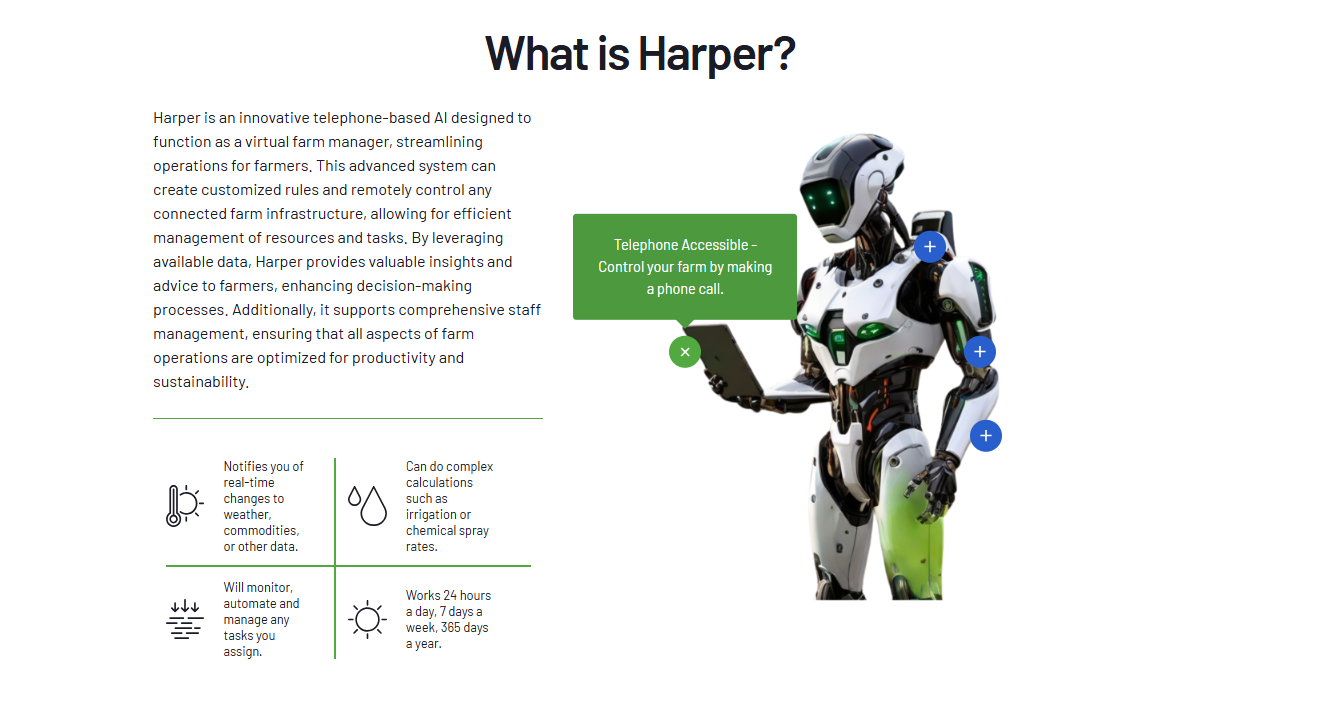 What is Harper?
Harper is an innovative telephone-based AI designed to
function as a virtual farm manager, streamlining
operations for farmers. This advanced system can
create customized rules and remotely control any
connected farm infrastructure, allowing for efficient
management of resources and tasks. By leveraging
available data, Harper provides valuable insights and
advice to farmers, enhancing decision-making
processes. Additionally, it supports comprehensive staff
management, ensuring that all aspects of farm
operations are optimized for productivity and
sustainability.
Notifies you of
real-time
changes to
weather,
commodities,
or other data.
Can do complex
calculations
such as
irrigation or
chemical spray
rates.
Will monitor,
automate and
manage any
tasks you
assign.
Works 24 hours
a day, 7 days a
week, 365 days
a year.
Telephone Accessible -
Control your farm by making
a phone call.